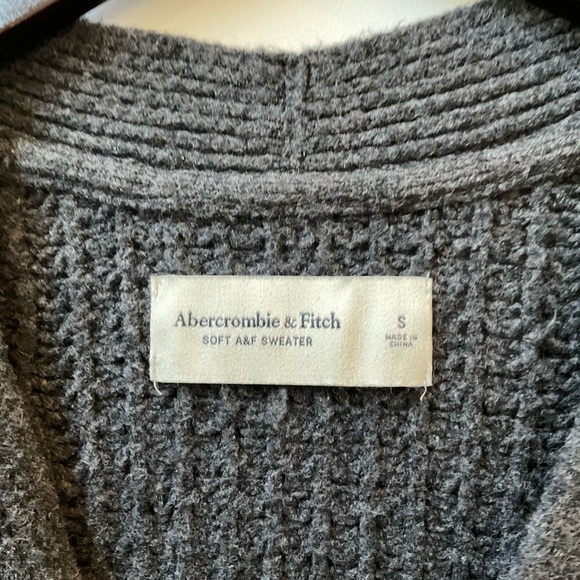 Abercrombie & Fitch
SOFT A&F SWEATER
S
MADE IN
CHINA